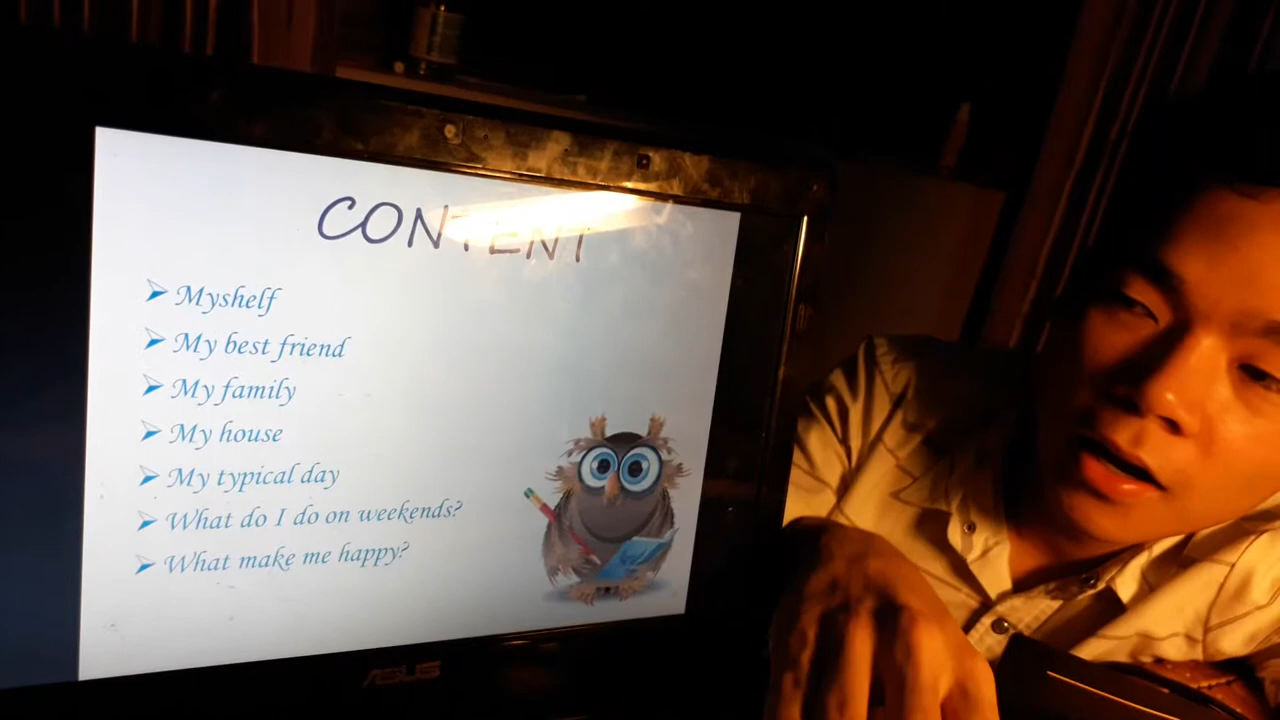 CONTENT
Myshelf
My best friend
My family
My house
My typical day
What do I do on weekends?
What make me happy?
ASUS